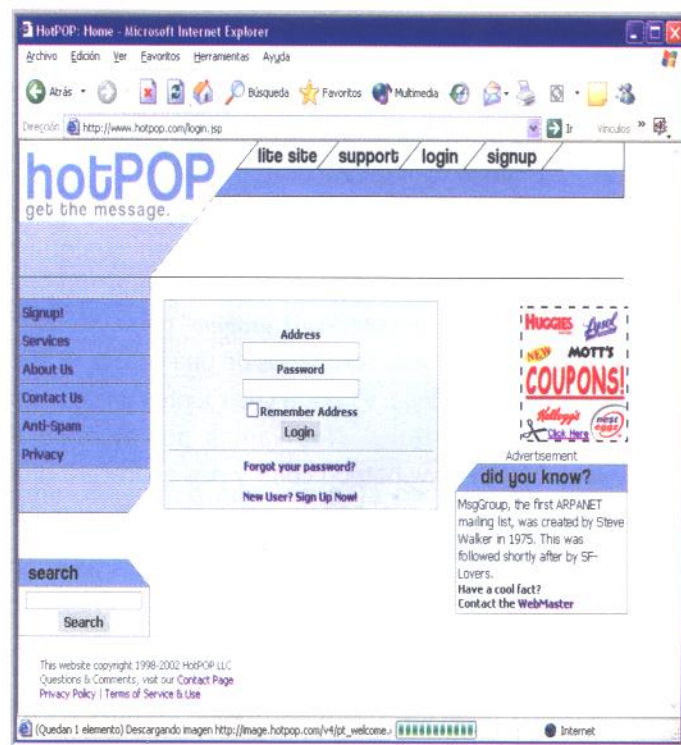 HotPOP: Home - Microsoft Internet Explorer
Archivo Edición Ver Favoritos Herramientas Ayuda
Atrás Búsqueda Favoritos Multimedia
Dirección http://www.hotpop.com/login.jsp Ir Vínculos »
lite site / support / login / signup
hotPOP
get the message.
Signup!
Services
About Us
Contact Us
Anti-Spam
Privacy
Address
Password
Remember Address
Login
Forgot your password?
New User? Sign Up Now!
HUGGIES Lysol
NEW MOTT'S
COUPONS!
Kellogg's nest eggs
Click Here
Advertisement
did you know?
MsgGroup, the first ARPANET
mailing list, was created by Steve
Walker in 1975. This was
followed shortly after by SF-
Lovers.
Have a cool fact?
Contact the WebMaster
search
Search
This website copyright 1998-2002 HotPOP LLC
Questions & Comments, visit our Contact Page
Privacy Policy | Terms of Service & Use
(Quedan 1 elemento) Descargando imagen http://image.hotpop.com/v4/pt_welcome. Internet